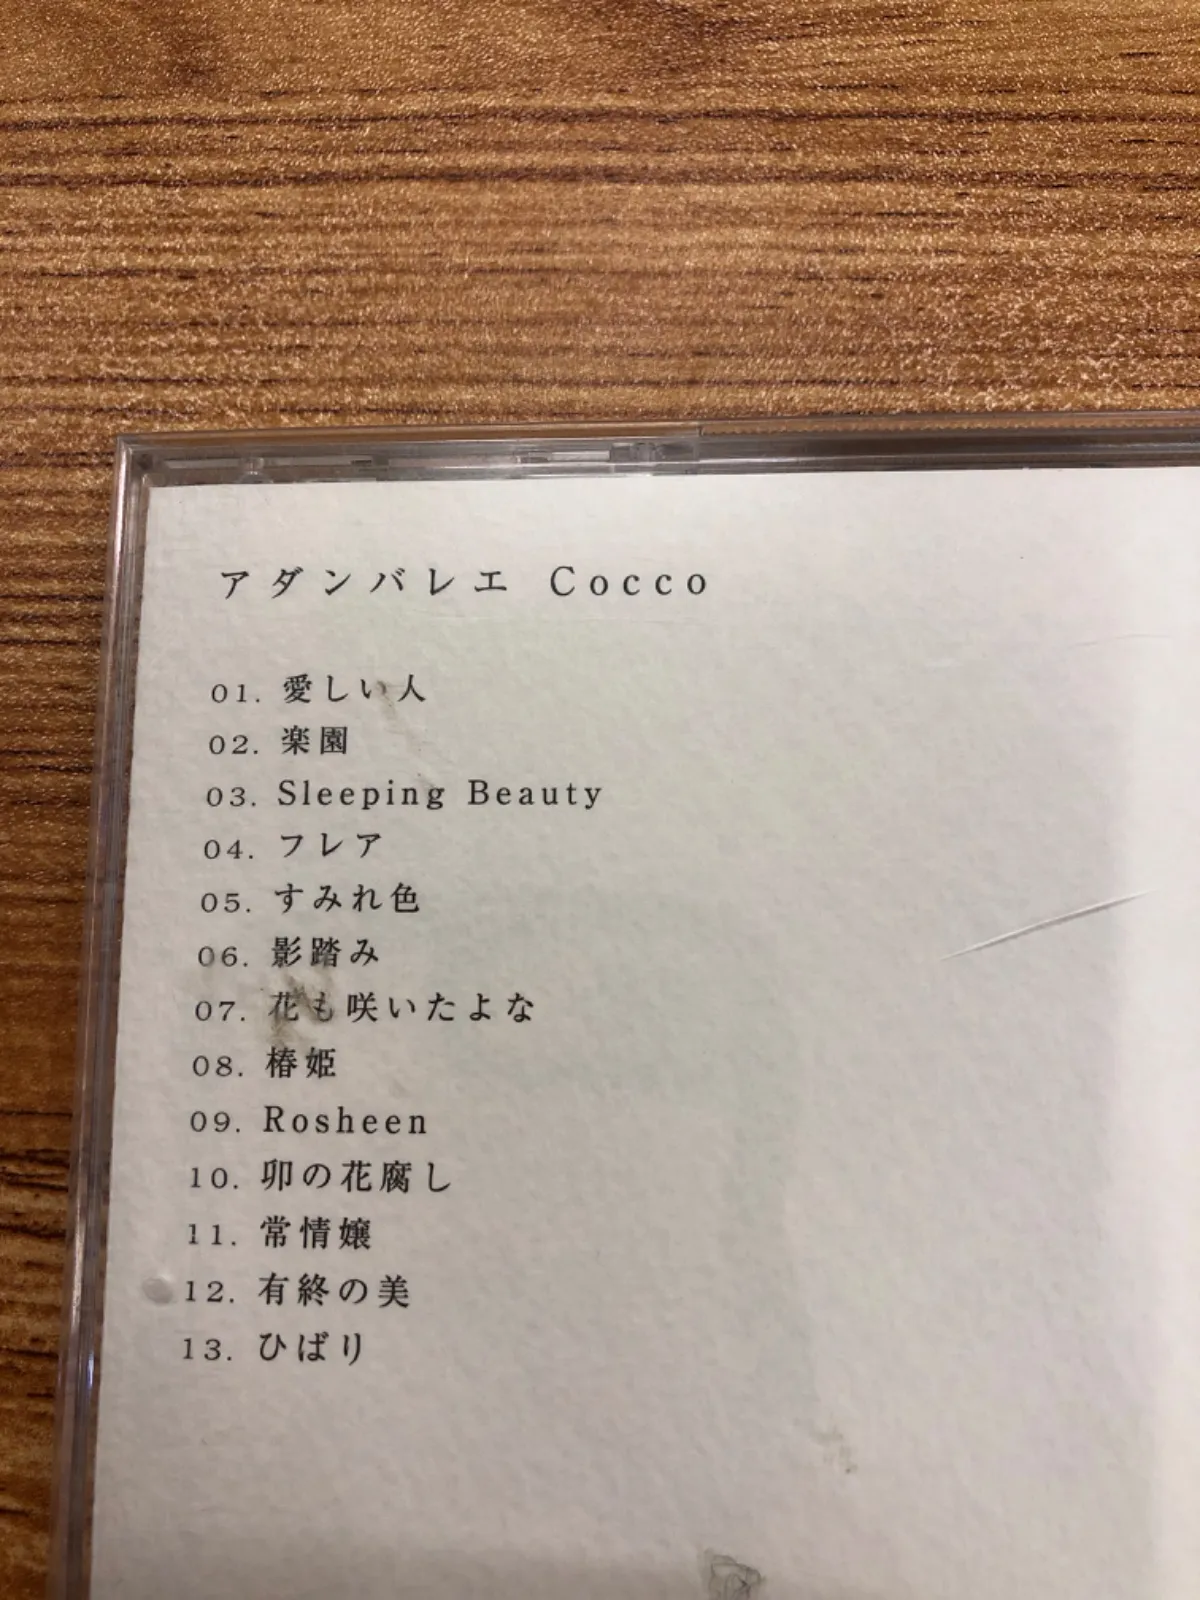 アダンバレエ Cocco
01. 愛しい人
02. 楽園
03. Sleeping Beauty
04. フレア
05. すみれ色
06. 影踏み
07. 花も咲いたよな
08. 椿姫
09. Rosheen
10. 卯の花腐し
11. 常情嬢
12. 有終の美
13. ひばり